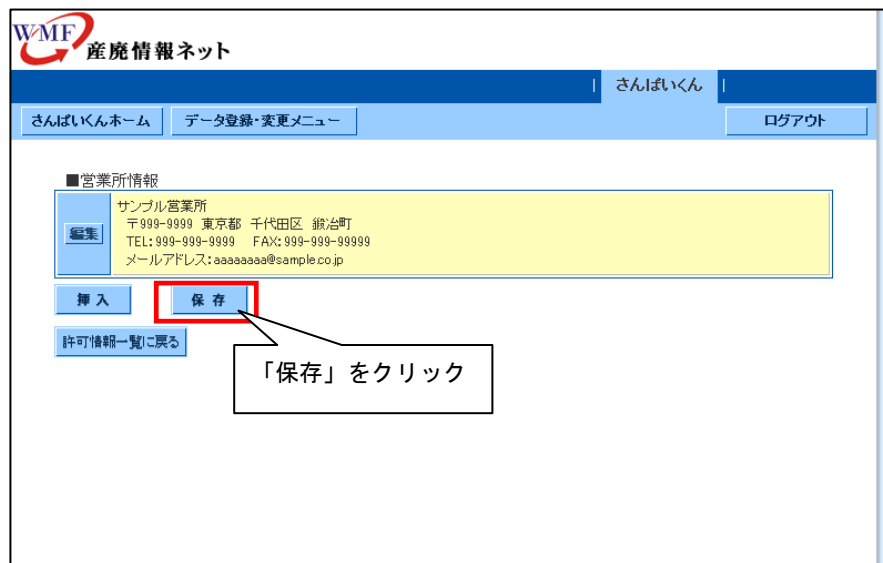 WMF
産廃情報ネット
| さんぱいくん |
さんぱいくんホーム データ登録・変更メニュー ログアウト
■営業所情報
編集
サンプル営業所
〒999-9999 東京都 千代田区 鍛冶町
TEL:999-999-9999 FAX:999-999-99999
メールアドレス:aaaaaaaa@sample.co.jp
挿入 保存
許可情報一覧に戻る
「保存」をクリック